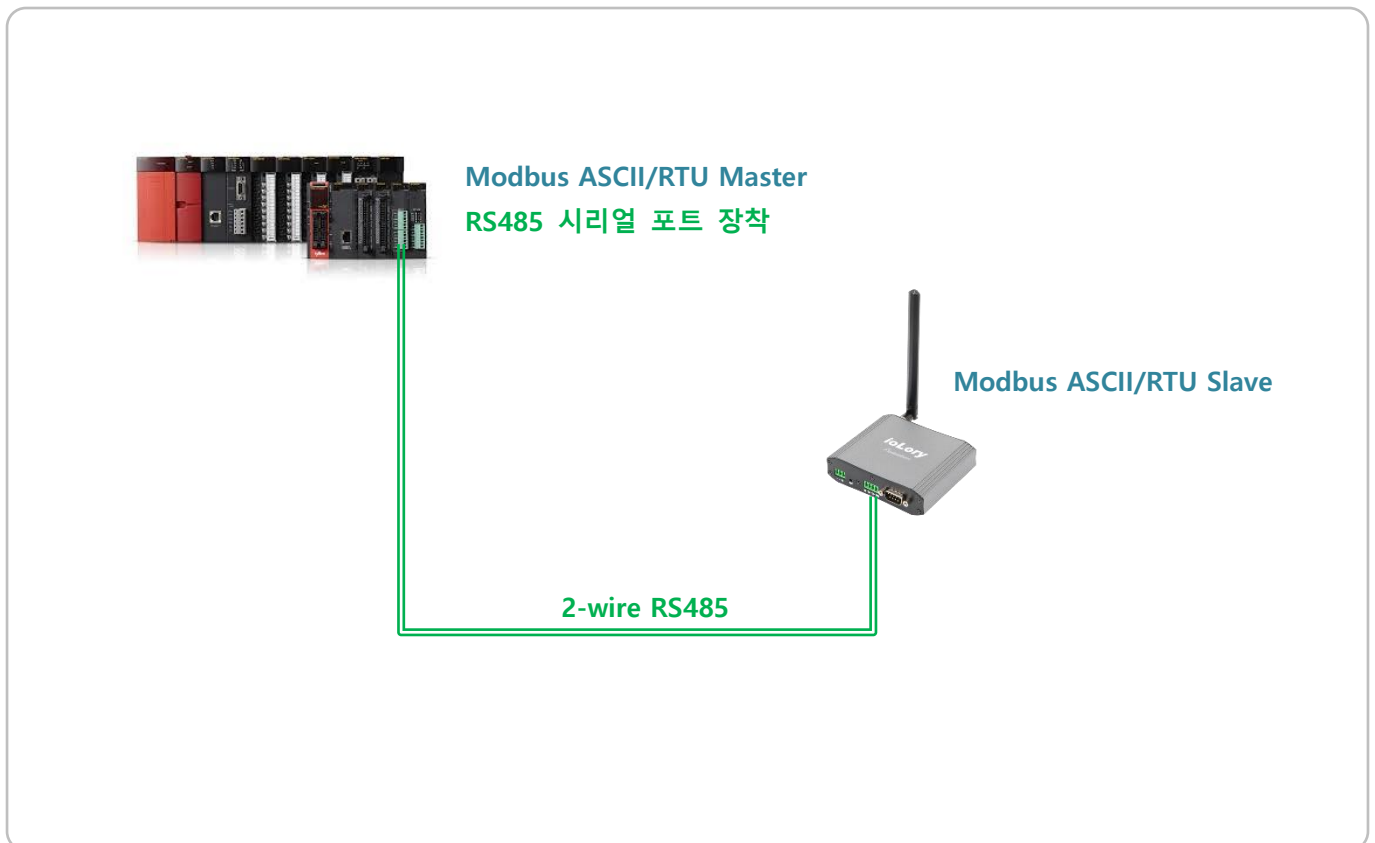 Modbus ASCII/RTU Master
RS485 시리얼 포트 장착
Modbus ASCII/RTU Slave
IoLory
2-wire RS485